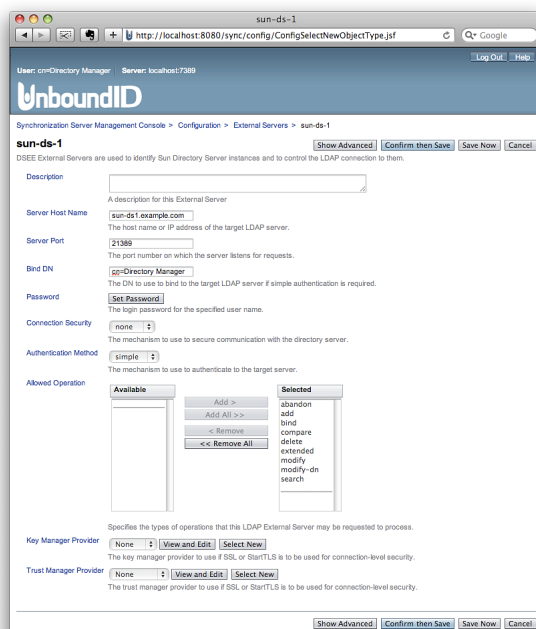 sun-ds-1
http://localhost:8080/sync/config/ConfigSelectNewObjectType.jsf
Google
Log Out Help
User: cn=Directory Manager Server: localhost:7389
UnboundID
Synchronization Server Management Console > Configuration > External Servers > sun-ds-1
sun-ds-1
Show Advanced Confirm then Save Save Now Cancel
DSEE External Servers are used to identify Sun Directory Server instances and to control the LDAP connection to them.
Description
A description for this External Server
Server Host Name
sun-ds1.example.com
The host name or IP address of the target LDAP server.
Server Port
21389
The port number on which the server listens for requests.
Bind DN
cn=Directory Manager
The DN to use to bind to the target LDAP server if simple authentication is required.
Password
Set Password
The login password for the specified user name.
Connection Security
none
The mechanism to use to secure communication with the directory server.
Authentication Method
simple
The mechanism to use to authenticate to the target server.
Allowed Operation
Available
Add >
Add All >>
< Remove
<< Remove All
Selected
abandon
add
bind
compare
delete
extended
modify
modify-dn
search
Specifies the types of operations that this LDAP External Server may be requested to process.
Key Manager Provider
None View and Edit Select New
The key manager provider to use if SSL or StartTLS is to be used for connection-level security.
Trust Manager Provider
None View and Edit Select New
The trust manager provider to use if SSL or StartTLS is to be used for connection-level security.
Show Advanced Confirm then Save Save Now Cancel